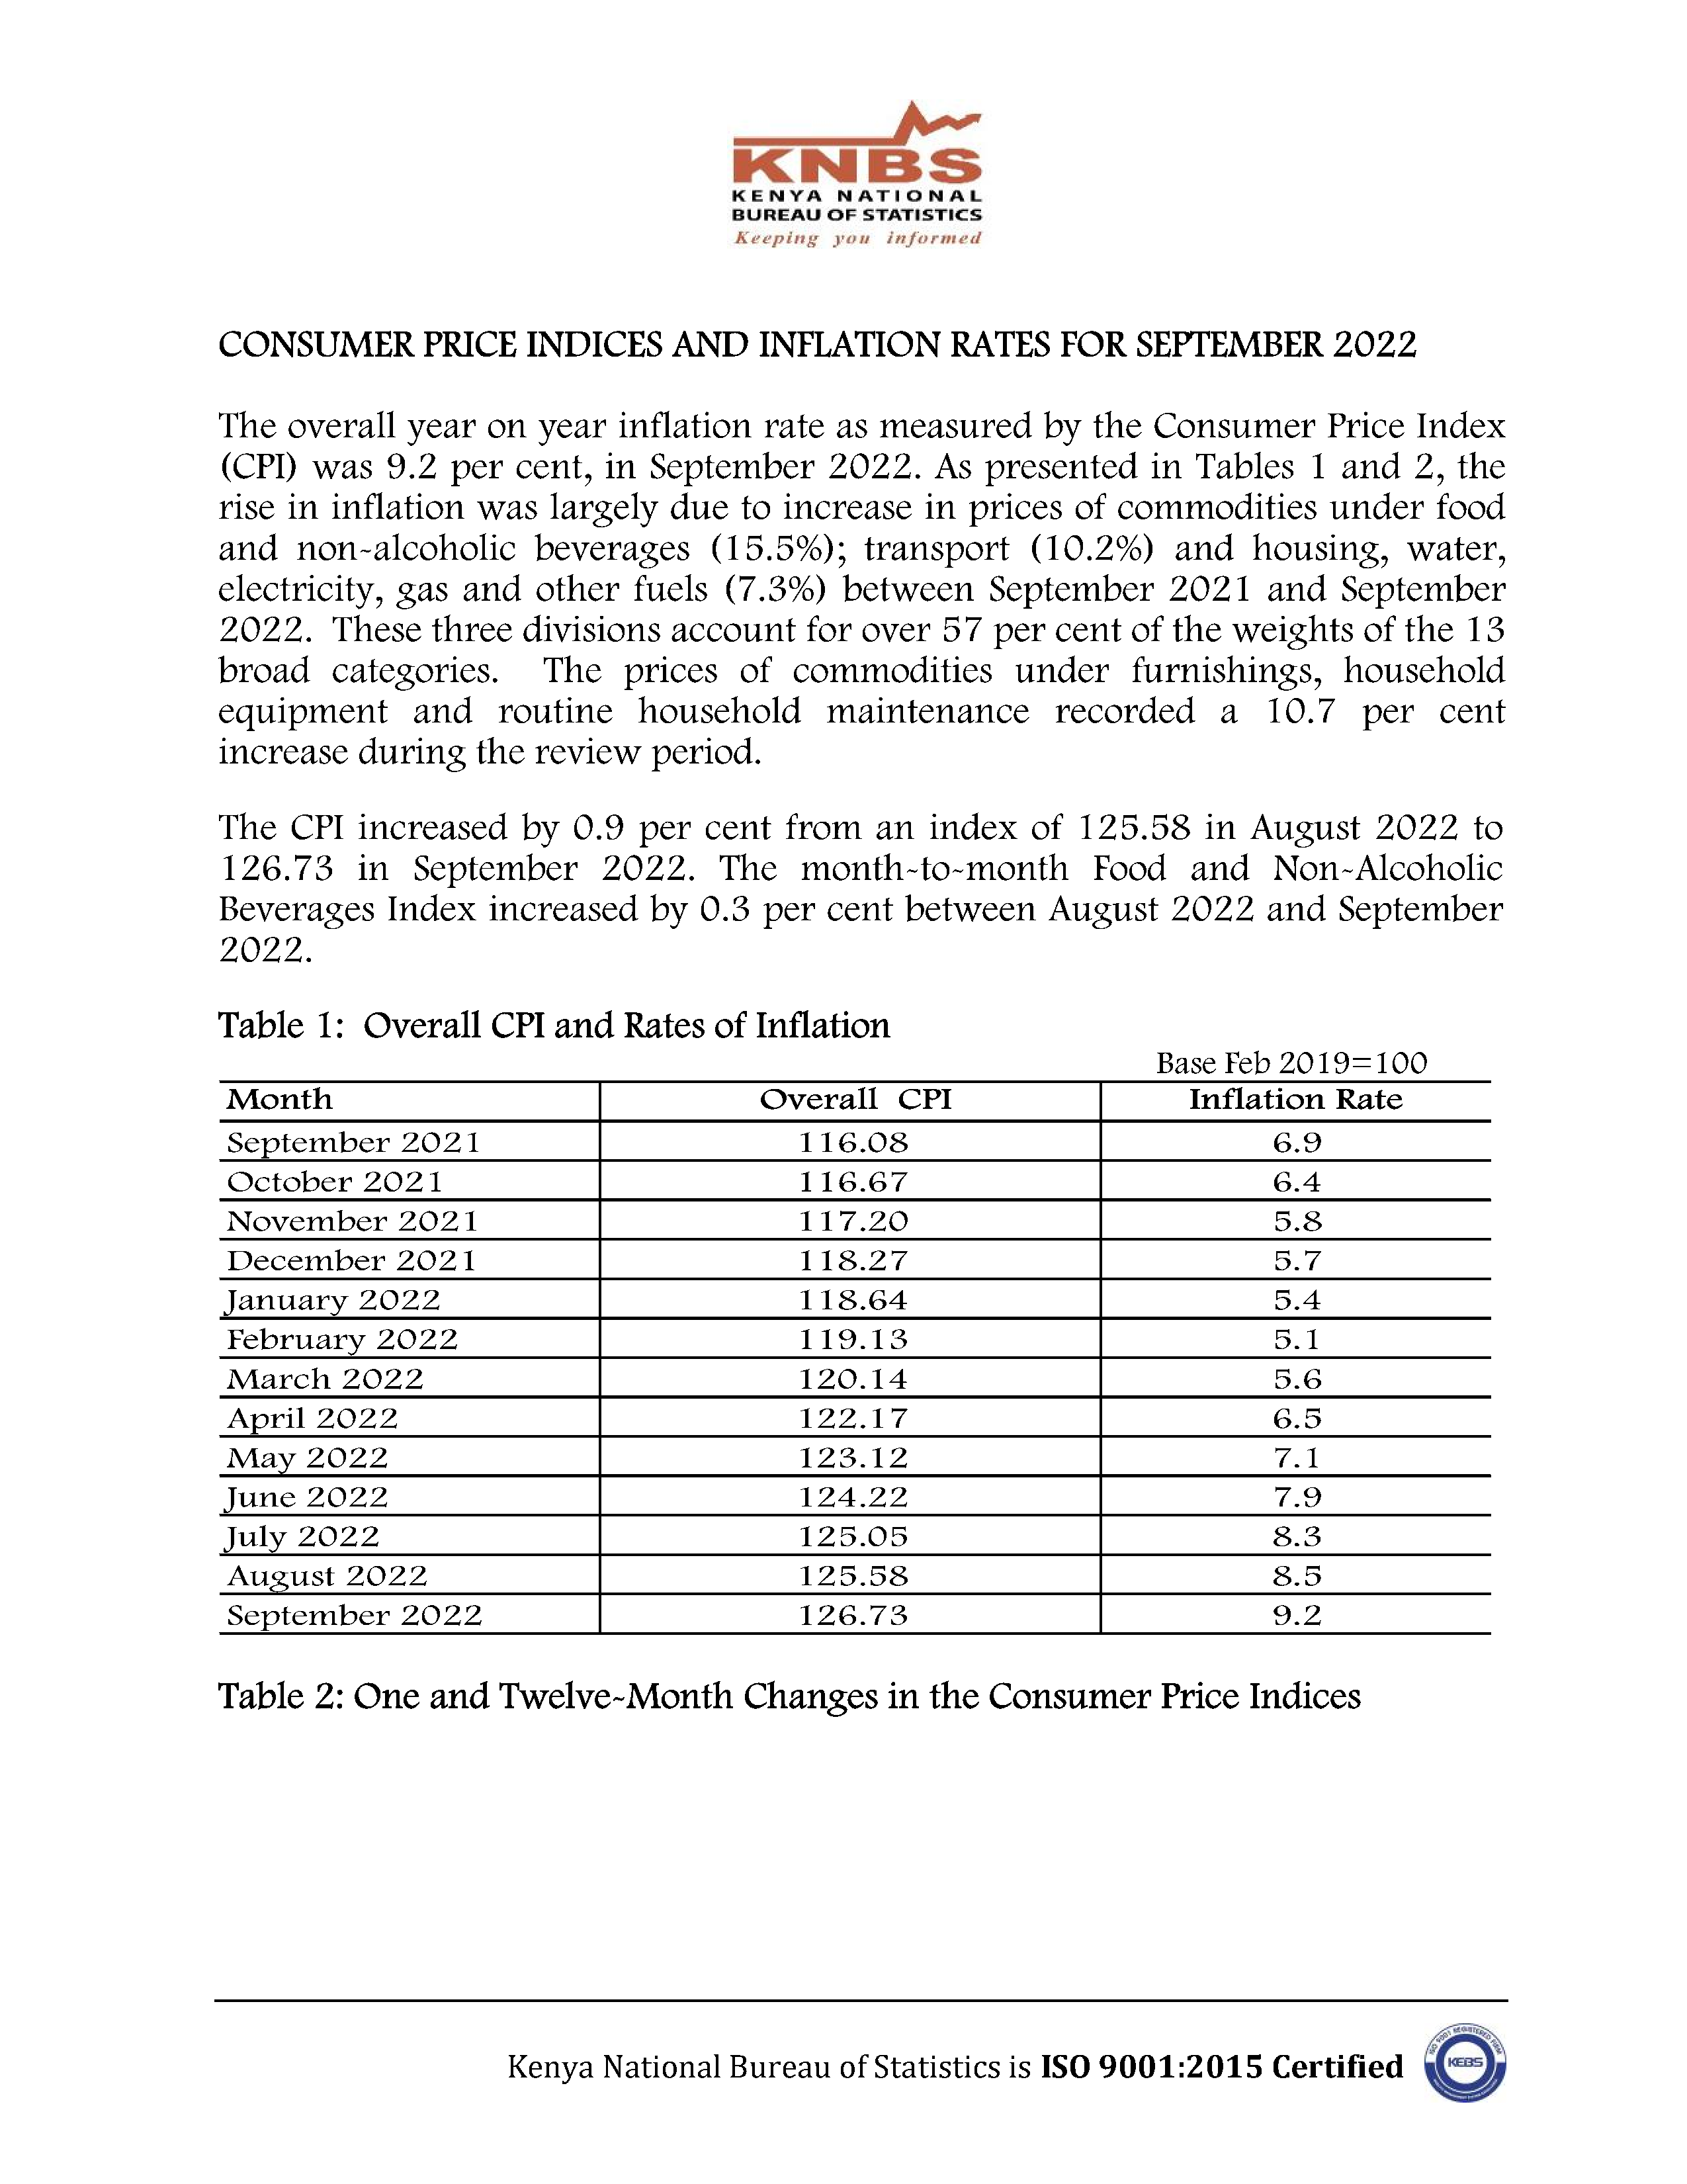 KNBS
KENYA NATIONAL
BUREAU OF STATISTICS
Keeping you informed
CONSUMER PRICE INDICES AND INFLATION RATES FOR SEPTEMBER 2022
The overall year on year inflation rate as measured by the Consumer Price Index
(CPI) was 9.2 per cent, in September 2022. As presented in Tables 1 and 2, the
rise in inflation was largely due to increase in prices of commodities under food
and non-alcoholic beverages (15.5%); transport (10.2%) and housing, water,
electricity, gas and other fuels (7.3%) between September 2021 and September
2022. These three divisions account for over 57 per cent of the weights of the 13
broad categories. The prices of commodities under furnishings, household
equipment and routine household maintenance recorded a 10.7 per cent
increase during the review period.
The CPI increased by 0.9 per cent from an index of 125.58 in August 2022 to
126.73 in September 2022. The month-to-month Food and Non-Alcoholic
Beverages Index increased by 0.3 per cent between August 2022 and September
2022.
Table 1: Overall CPI and Rates of Inflation
Base Feb 2019=100
Month Overall CPI Inflation Rate
September 2021 116.08 6.9
October 2021 116.67 6.4
November 2021 117.20 5.8
December 2021 118.27 5.7
January 2022 118.64 5.4
February 2022 119.13 5.1
March 2022 120.14 5.6
April 2022 122.17 6.5
May 2022 123.12 7.1
June 2022 124.22 7.9
July 2022 125.05 8.3
August 2022 125.58 8.5
September 2022 126.73 9.2
Table 2: One and Twelve-Month Changes in the Consumer Price Indices
Kenya National Bureau of Statistics is ISO 9001:2015 Certified
ISO 9001 REGISTERED FIRM
KEBS